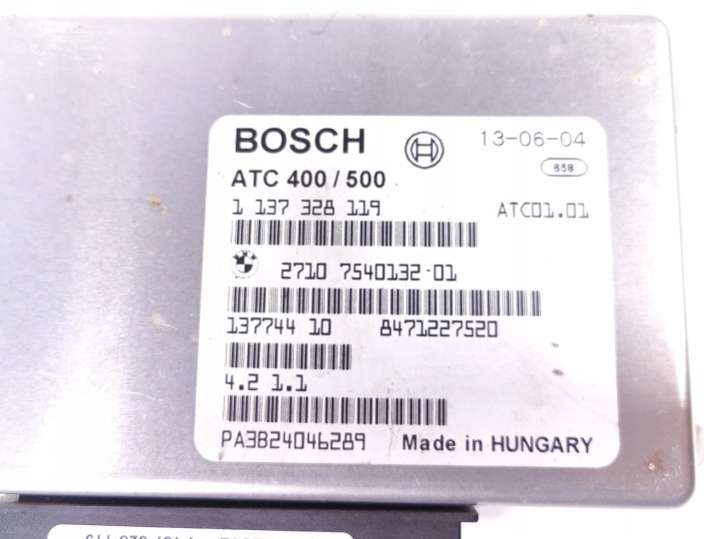 BOSCH 13-06-04
858
ATC 400 / 500
1 137 328 119 ATC01.01
2710 7540132-01
137744 10 8471227520
4.2 1.1
PA3B24046289 Made in HUNGARY